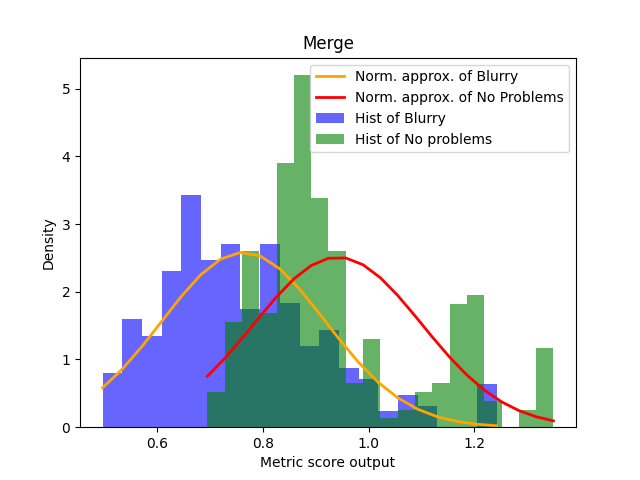 Merge
Norm. approx. of Blurry
Norm. approx. of No Problems
Hist of Blurry
Hist of No problems
Density
5
4
3
2
1
0
0.6 0.8 1.0 1.2
Metric score output